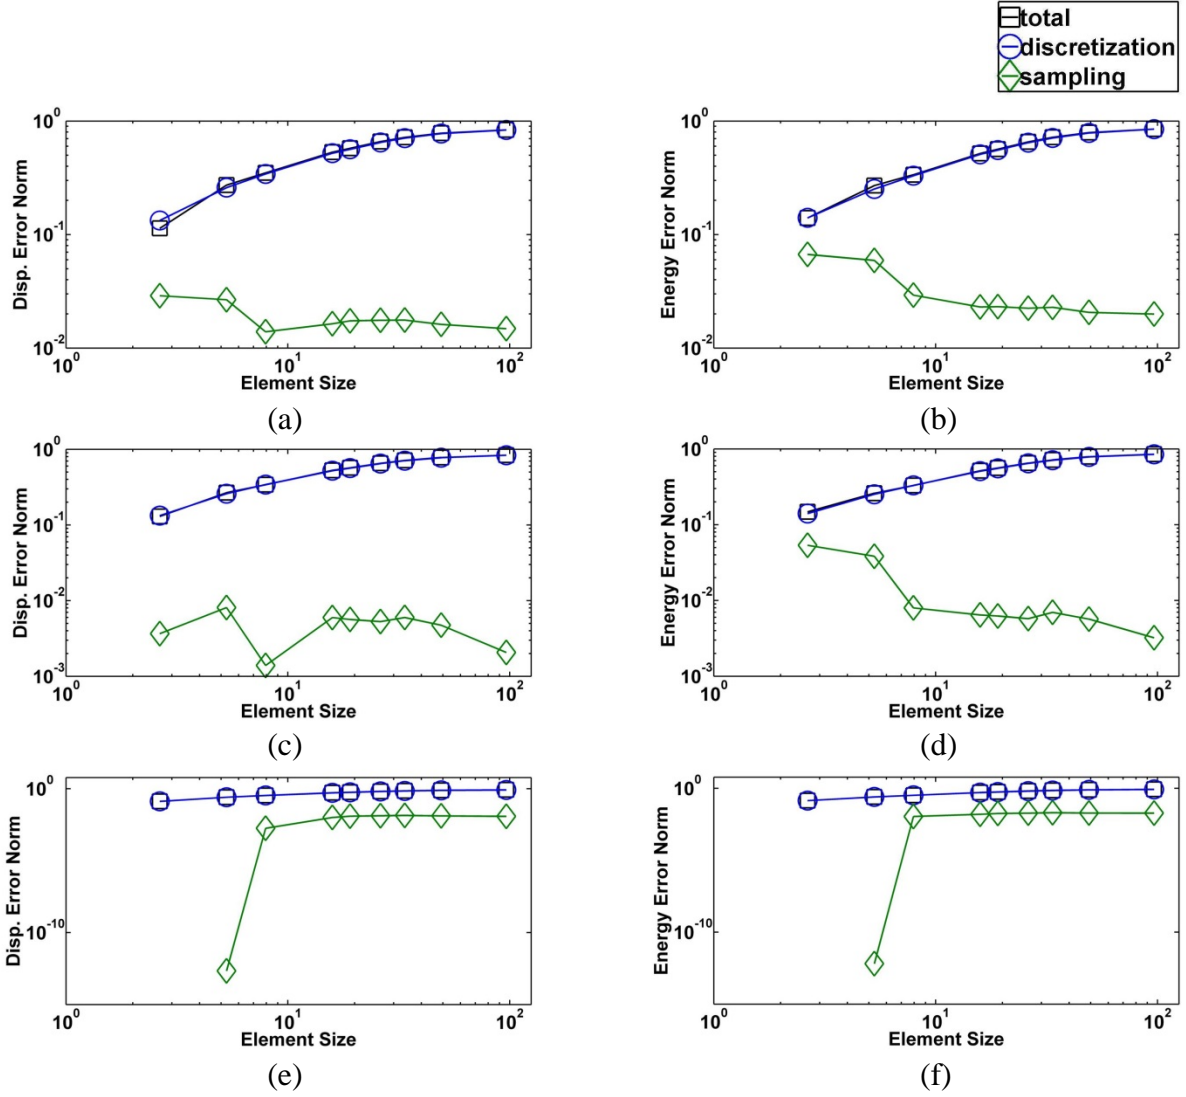 total
discretization
sampling
10^0
10^-1
10^-2
Disp. Error Norm
10^0 10^1 10^2
Element Size
(a)
10^0
10^-1
10^-2
Energy Error Norm
10^0 10^1 10^2
Element Size
(b)
10^0
10^-1
10^-2
10^-3
Disp. Error Norm
10^0 10^1 10^2
Element Size
(c)
10^0
10^-1
10^-2
10^-3
Energy Error Norm
10^0 10^1 10^2
Element Size
(d)
10^0
10^-10
Disp. Error Norm
10^0 10^1 10^2
Element Size
(e)
10^0
10^-10
Energy Error Norm
10^0 10^1 10^2
Element Size
(f)